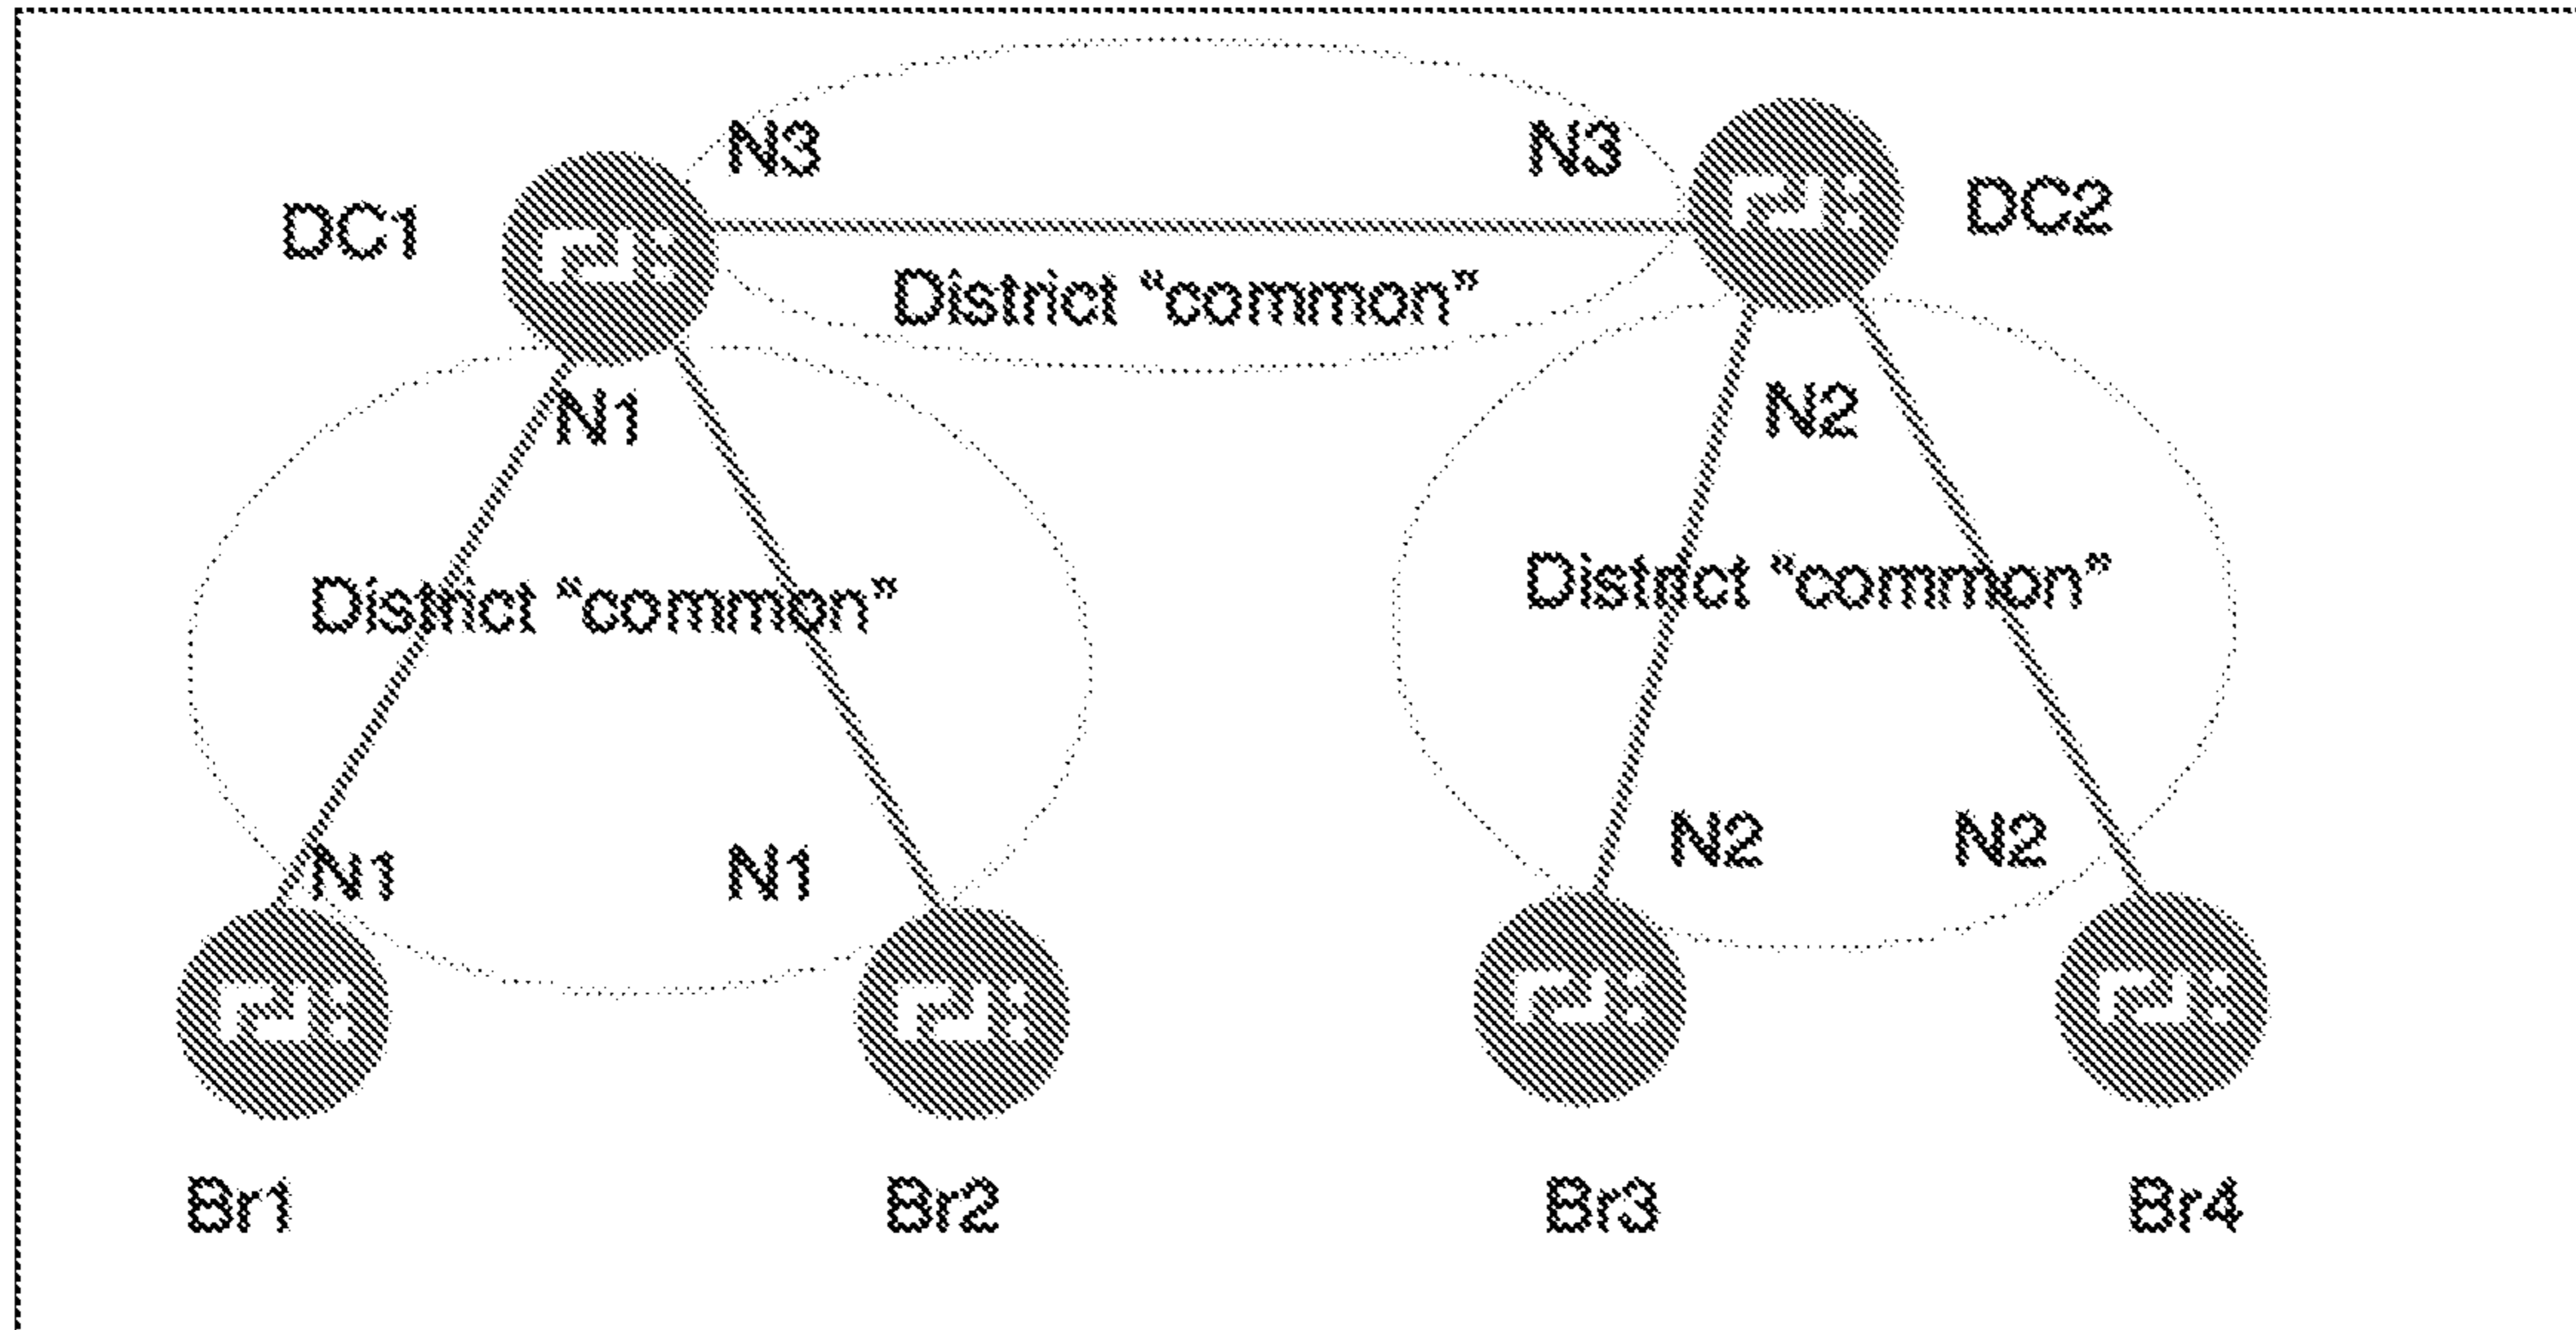 N3 N3
DC1 DC2
District “common”
N1 N2
District “common” District “common”
N1 N1 N2 N2
Br1 Br2 Br3 Br4